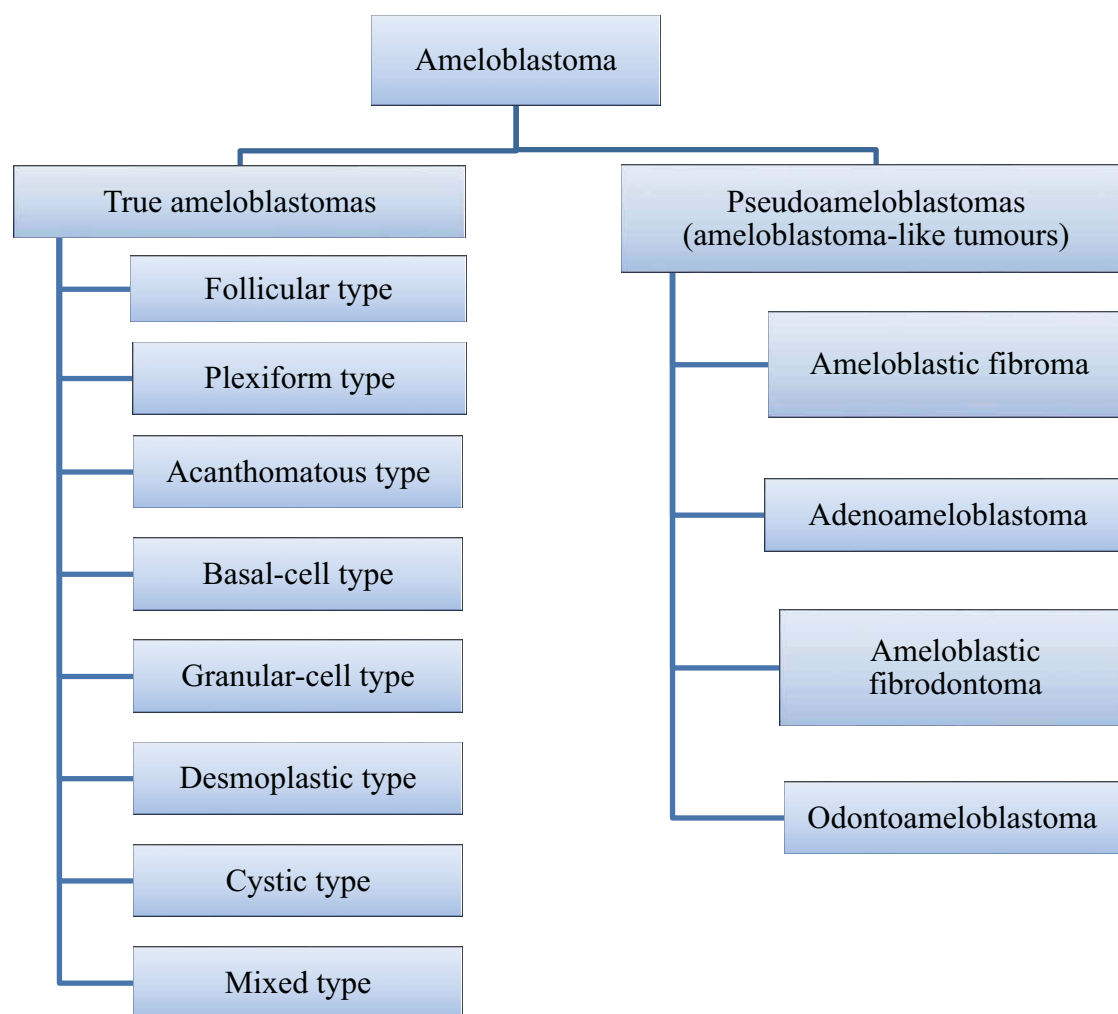 Ameloblastoma
True ameloblastomas
Follicular type
Plexiform type
Acanthomatous type
Basal-cell type
Granular-cell type
Desmoplastic type
Cystic type
Mixed type
Pseudoameloblastomas
(ameloblastoma-like tumours)
Ameloblastic fibroma
Adenoameloblastoma
Ameloblastic
fibrodontoma
Odontoameloblastoma